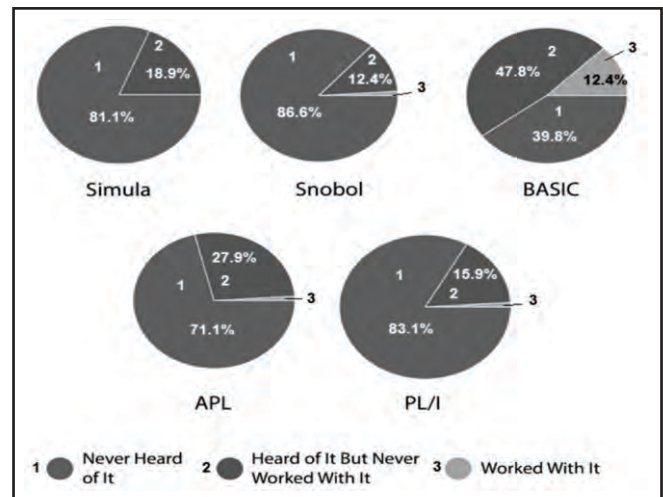 1
2
18.9%
81.1%
Simula
1
2
12.4%
3
86.6%
Snobol
2
3
47.8%
12.4%
1
39.8%
BASIC
27.9%
1
2
3
71.1%
APL
1
15.9%
2
3
83.1%
PL/I
1 Never Heard
of It
2 Heard of It But Never
Worked With It
3 Worked With It